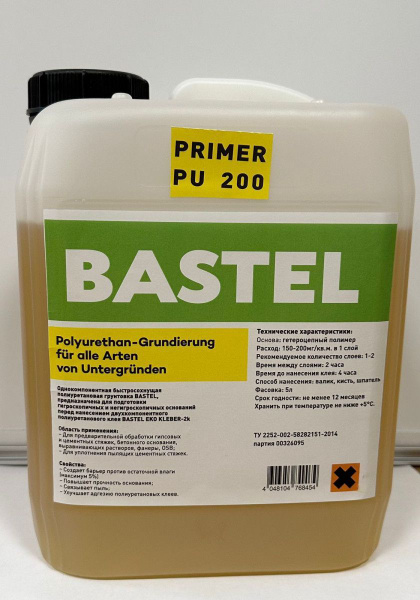 PRIMER
PU 200
BASTEL
Polyurethan-Grundierung
für alle Arten
von Untergründen
Однокомпонентная быстросохнущая
полиуретановая грунтовка BASTEL,
предназначена для подготовки
гигроскопичных и негигроскопичных оснований
перед нанесением двухкомпонентного
полиуретанового клея BASTEL EKO KLEBER-2k
Область применения:
- Для предварительной обработки гипсовых
и цементных стяжек, бетонного основания,
выравнивающих растворов, фанеры, OSB;
- Для уплотнения пылящих цементных стяжек.
Свойства:
- Создает барьер против остаточной влаги
(максимум 5%)
- Повышает прочность основания;
- Связывает пыль;
- Улучшает адгезию полиуретановых клеев.
Технические характеристики:
Основа: гетероцепный полимер
Расход: 150-200мг/кв.м. в 1 слой
Рекомендуемое количество слоев: 1-2
Время между слоями: 2 часа
Время до нанесения клея: 4 часа
Способ нанесения: валик, кисть, шпатель
Фасовка: 5л
Срок годности: не менее 12 месяцев
Хранить при температуре не ниже +5°C.
ТУ 2252-002-58282151-2014
партия 00326095
4 048104 768454